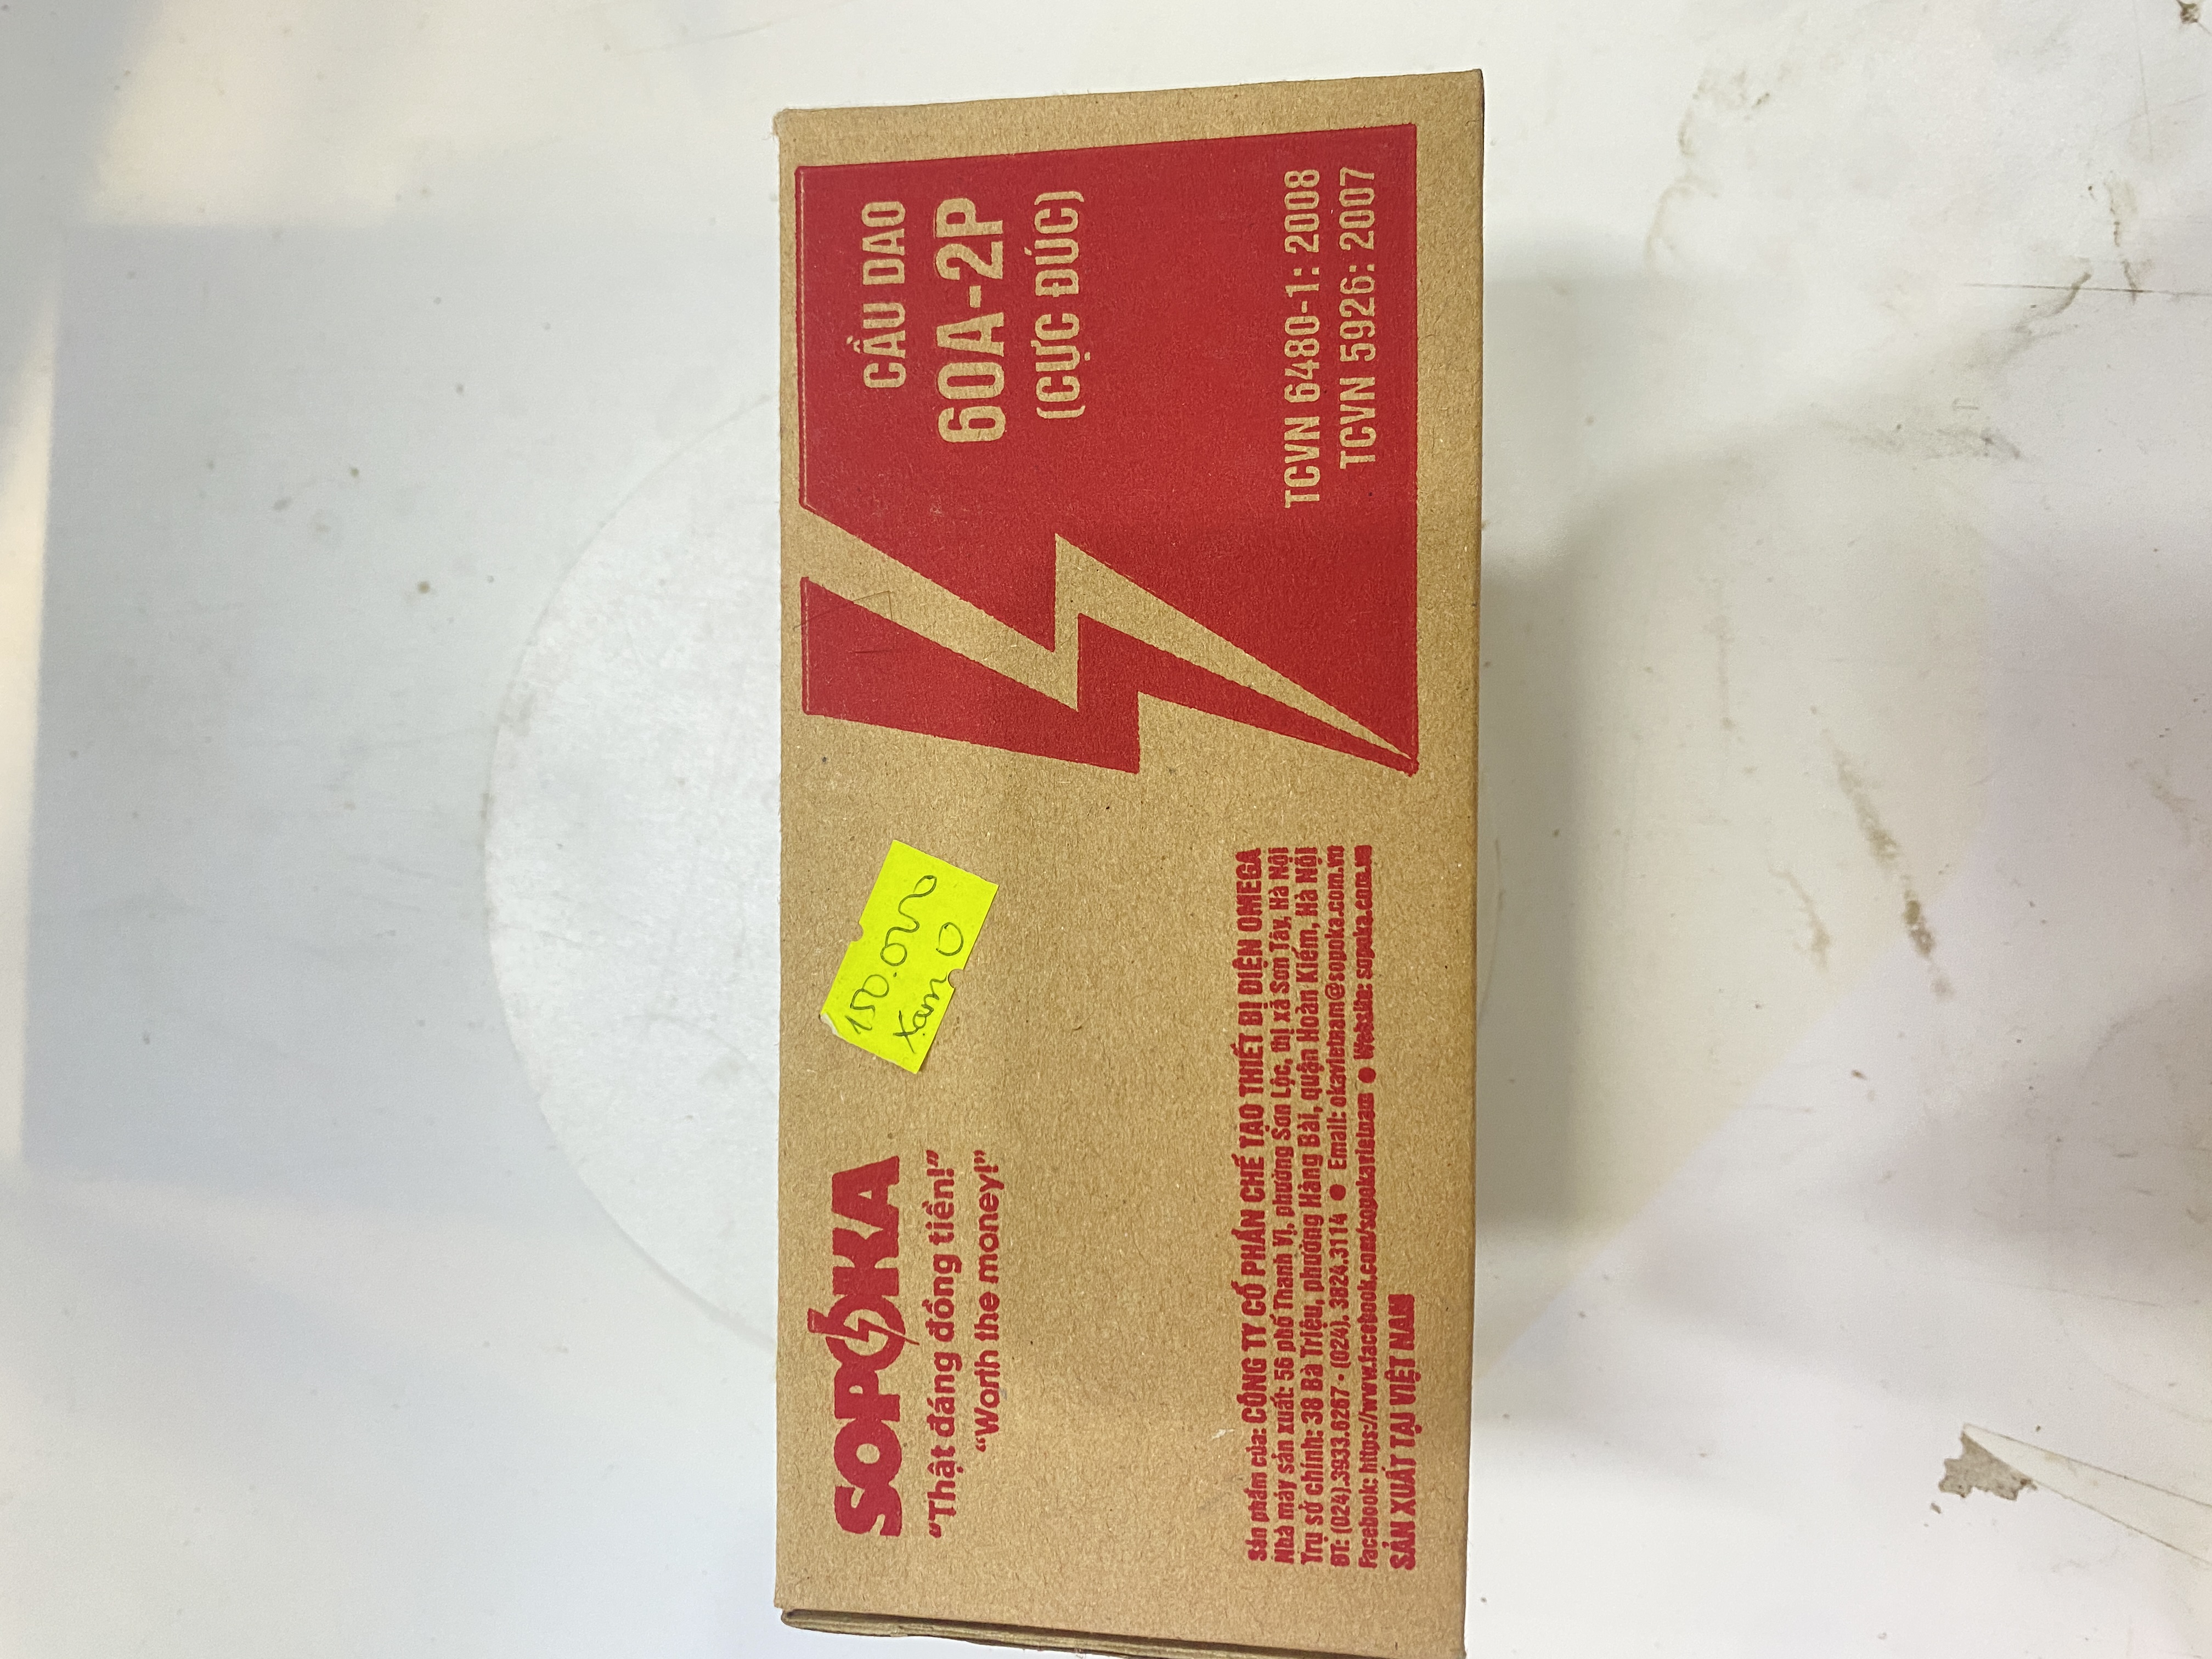 SOPOKA
“Thật đáng đồng tiền!”
“Worth the money!”
150.000
Xám
CẦU DAO
60A-2P
(CỰC ĐÚC)
TCVN 6480-1: 2008
TCVN 5926: 2007
Sản phẩm của: CÔNG TY CỔ PHẦN CHẾ TẠO THIẾT BỊ ĐIỆN OMEGA
Nhà máy sản xuất: 56 phố Thanh Vị, phường Sơn Lộc, thị xã Sơn Tây, Hà Nội
Trụ sở chính: 38 Bà Triệu, phường Hàng Bài, quận Hoàn Kiếm, Hà Nội
ĐT: (024).3933.6267 - (024). 3824.3114 ● Email: okavietnam@sopoka.com.vn
Facebook: https://www.facebook.com/sopokavietnam ● Website: sopoka.com.vn
SẢN XUẤT TẠI VIỆT NAM